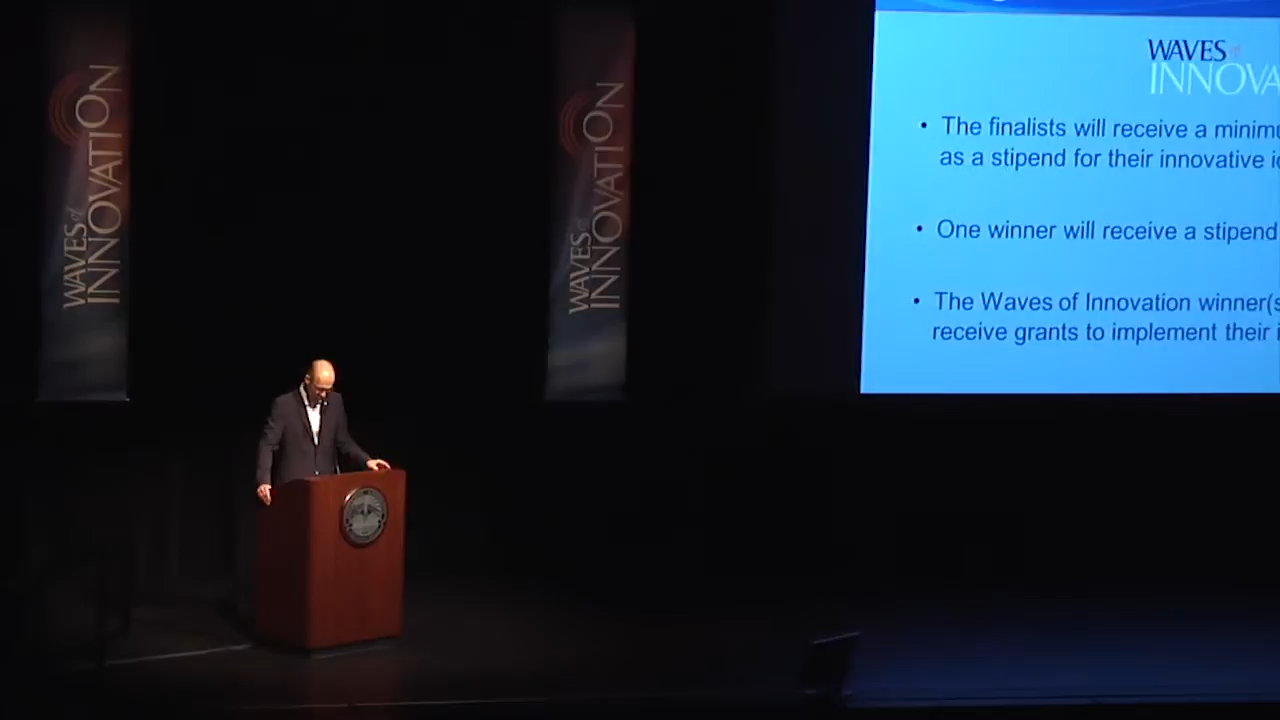 WAVES of
INNOVATION
WAVES of
INNOVATION
WAVES of
INNOVA
• The finalists will receive a minimu
as a stipend for their innovative i
• One winner will receive a stipend
• The Waves of Innovation winner(s
receive grants to implement their i